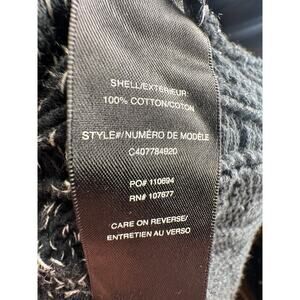 SHELL/EXTÉRIEUR:
100% COTTON/COTON
STYLE#/NUMÉRO DE MODÈLE
C407784920
PO# 110694
RN# 107677
CARE ON REVERSE/
ENTRETIEN AU VERSO